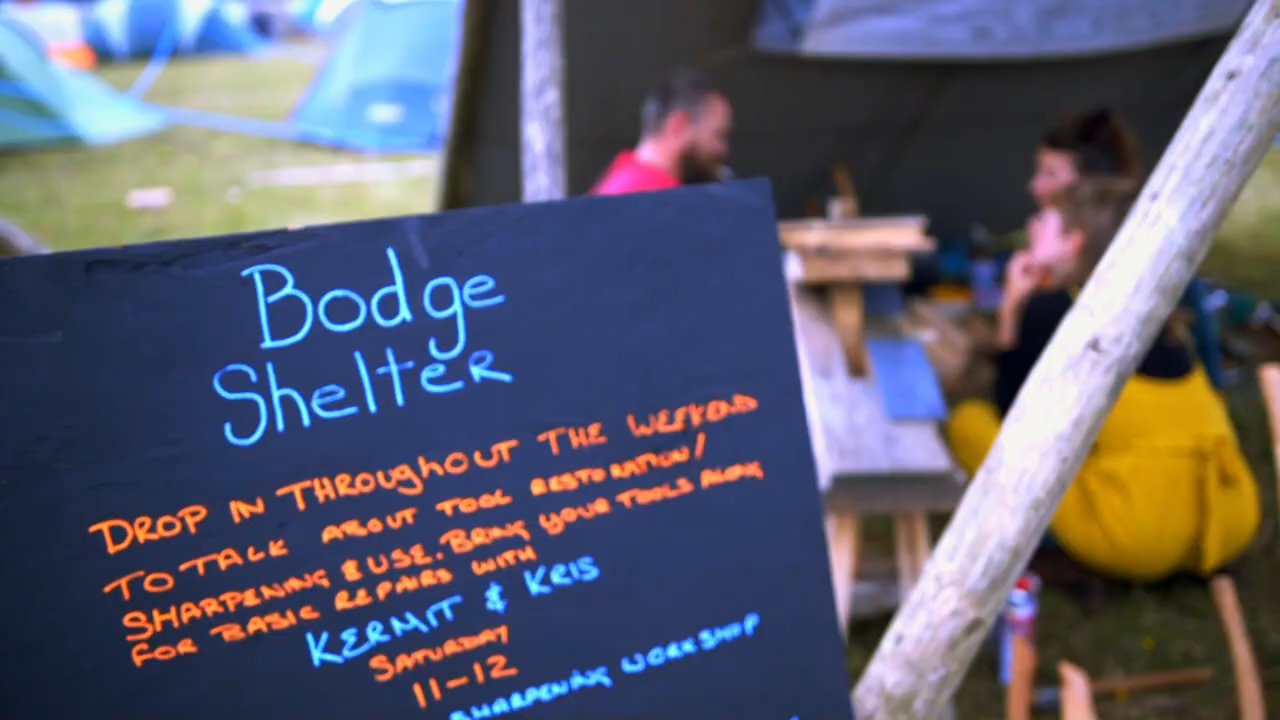 Bodge
Shelter
DROP IN THROUGHOUT THE WEEKEND
TO TALK ABOUT TOOL RESTORATION/
SHARPENING & USE. BRING YOUR TOOLS ALONG
FOR BASIC REPAIRS WITH
KERMIT & KRIS
SATURDAY
11-12
SHARPENING WORKSHOP